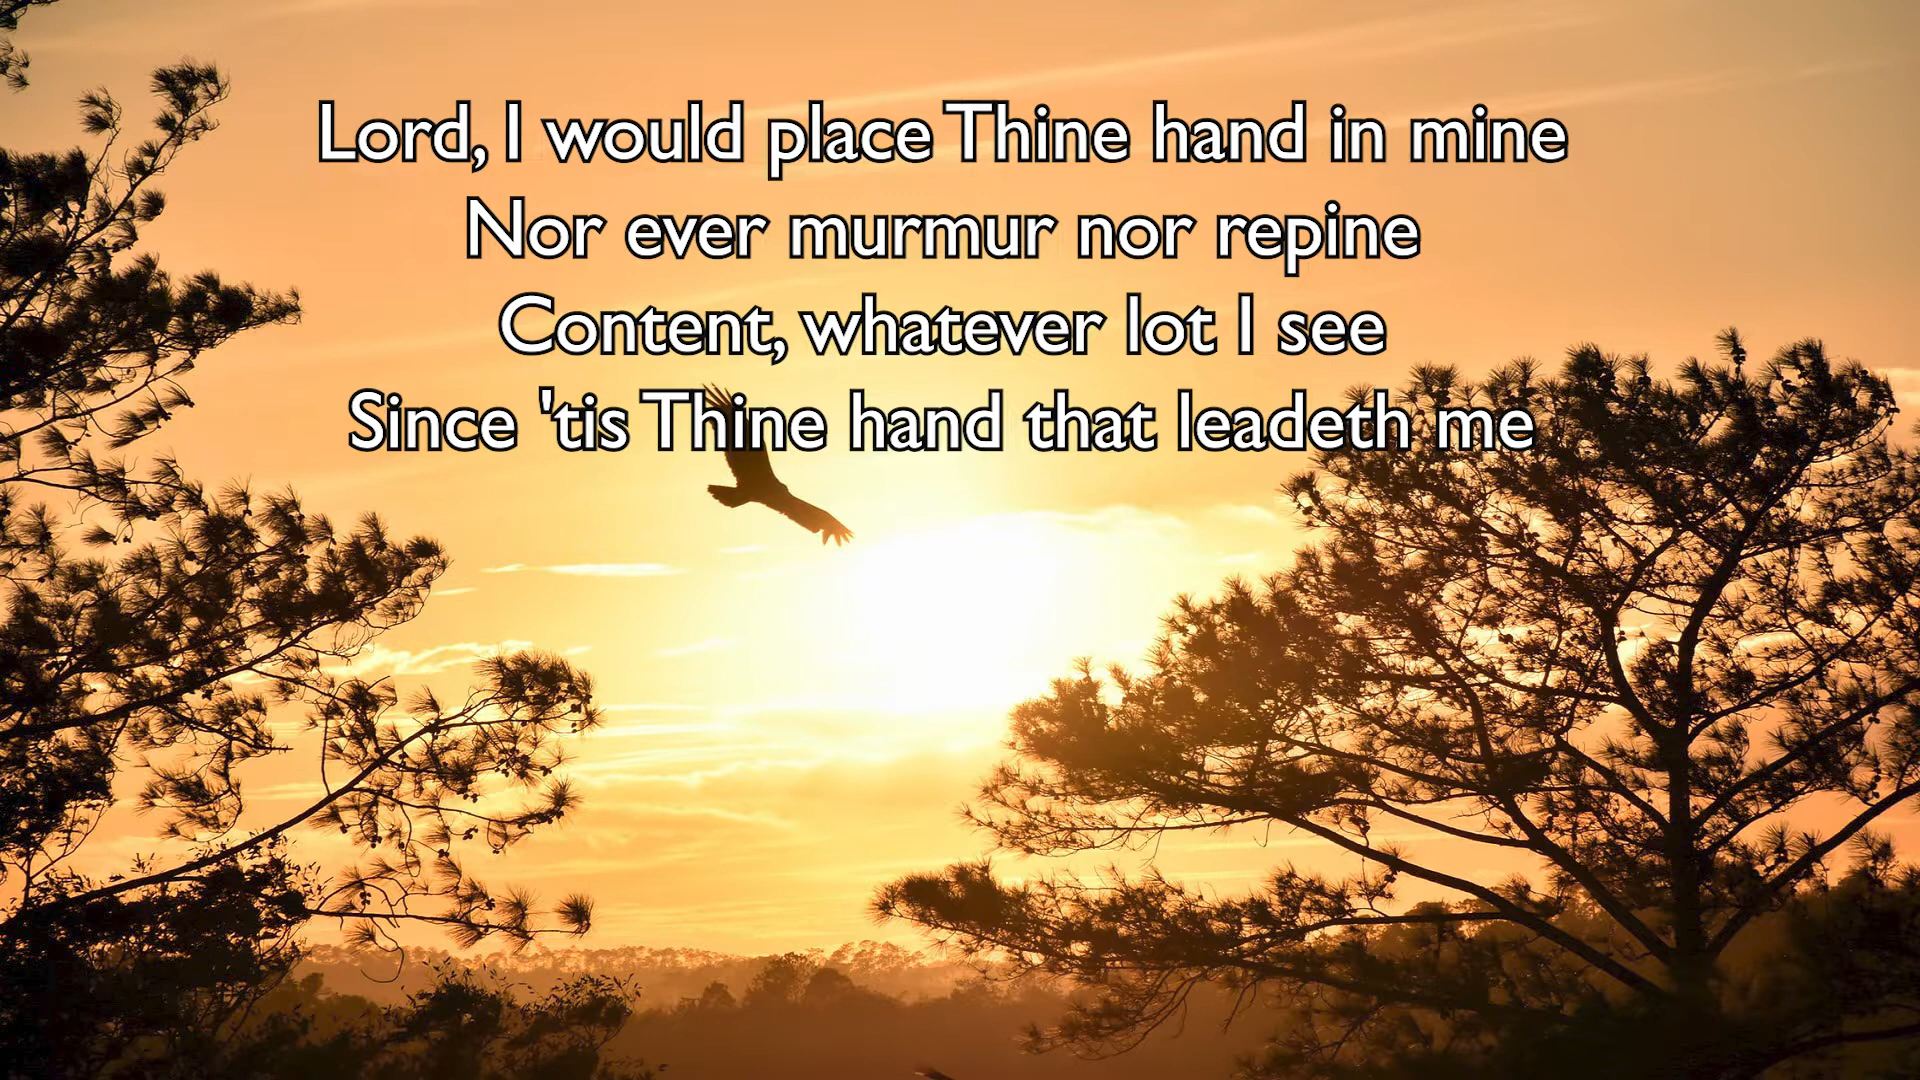 Lord, I would place Thine hand in mine
Nor ever murmur nor repine
Content, whatever lot I see
Since 'tis Thine hand that leadeth me